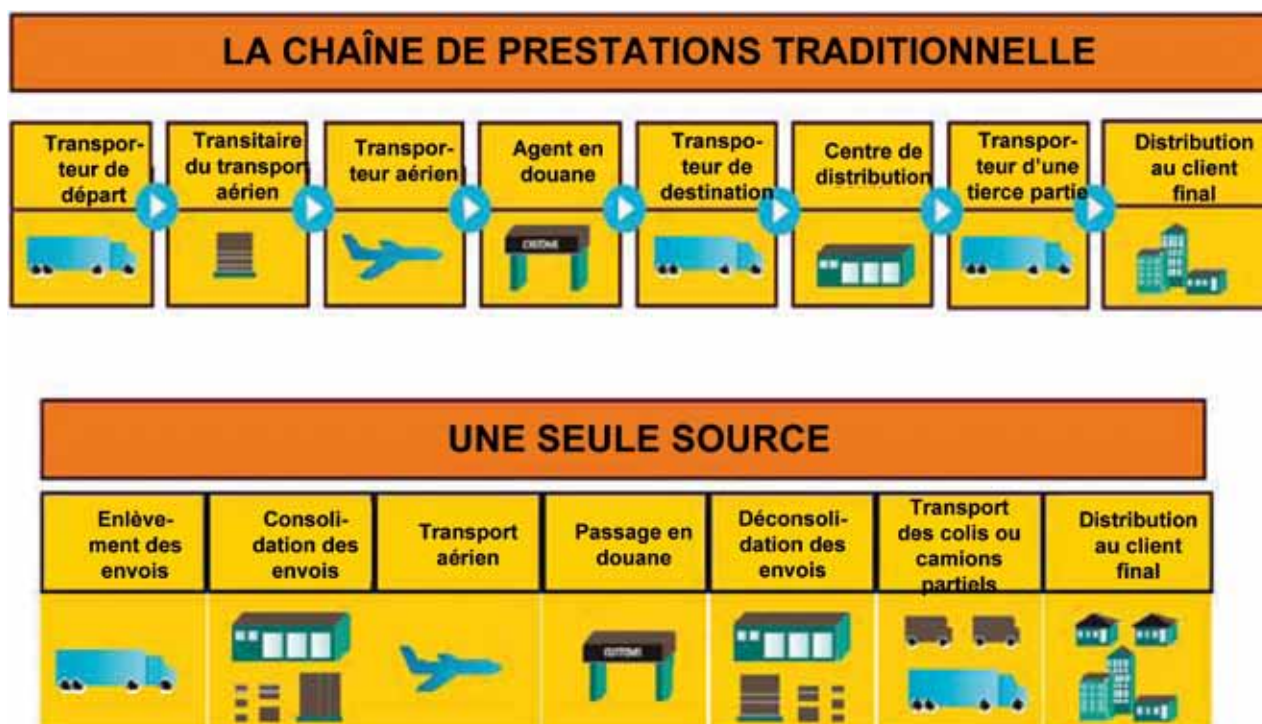 LA CHAÎNE DE PRESTATIONS TRADITIONNELLE
Transpor-
teur de
départ
Transitaire
du transport
aérien
Transpor-
teur aérien
Agent en
douane
Transpo-
teur de
destination
Centre de
distribution
Transpor-
teur d'une
tierce partie
Distribution
au client
final
CUSTOMS
UNE SEULE SOURCE
Enlève-
ment des
envois
Consoli-
dation des
envois
Transport
aérien
Passage en
douane
Déconsoli-
dation des
envois
Transport
des colis ou
camions
partiels
Distribution
au client
final
CUSTOMS